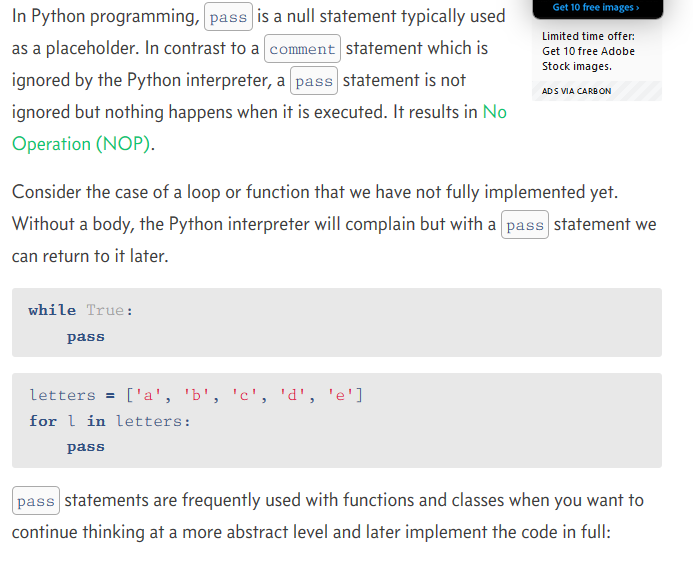 In Python programming, pass is a null statement typically used
as a placeholder. In contrast to a comment statement which is
ignored by the Python interpreter, a pass statement is not
ignored but nothing happens when it is executed. It results in No
Operation (NOP).
Get 10 free images ›
Limited time offer:
Get 10 free Adobe
Stock images.
ADS VIA CARBON
Consider the case of a loop or function that we have not fully implemented yet.
Without a body, the Python interpreter will complain but with a pass statement we
can return to it later.
while True:
    pass
letters = ['a', 'b', 'c', 'd', 'e']
for l in letters:
    pass
pass statements are frequently used with functions and classes when you want to
continue thinking at a more abstract level and later implement the code in full: